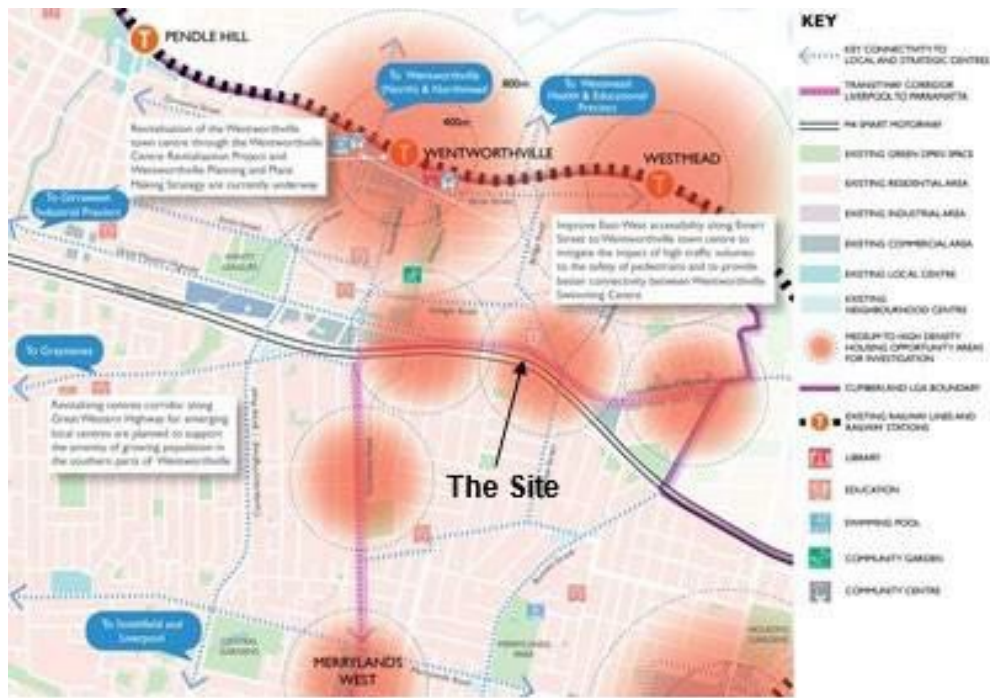 PENDLE HILL
To Wentworthville
(North) & Northmead
To Westmead
Health & Educational
Precinct
800m
400m
Revitalisation of the Wentworthville
town centre through the Wentworthville
Centre Revitalisation Project and
Wentworthville Planning and Place
Making Strategy are currently underway
WENTWORTHVILLE
WESTMEAD
To Girraween
Industrial Precinct
Improve East-West accessibility along Emert
Street to Wentworthville town centre to
mitigate the impact of high traffic volumes
to the safety of pedestrians and to provide
better connectivity between Wentworthville
Swimming Centre
To Greystanes
Revitalising centres corridor along
Great Western Highway for emerging
local centres are planned to support
the amenity of growing population in
the southern parts of Wentworthville
The Site
To Smithfield and
Liverpool
CENTRAL
GARDENS
MERRYLANDS
WEST
MERRYLANDS
PARK
HOLROYD
GARDENS
KEY
KEY CONNECTIVITY TO
LOCAL AND STRATEGIC CENTRES
TRANSITWAY CORRIDOR
LIVERPOOL TO PARRAMATTA
M4 SMART MOTORWAY
EXISTING GREEN OPEN SPACE
EXISTING RESIDENTIAL AREA
EXISTING INDUSTRIAL AREA
EXISTING COMMERCIAL AREA
EXISTING LOCAL CENTRE
EXISTING
NEIGHBOURHOOD CENTRE
MEDIUM TO HIGH DENSITY
HOUSING OPPORTUNITY AREAS
FOR INVESTIGATION
CUMBERLAND LGA BOUNDARY
T
EXISTING RAILWAY LINES AND
RAILWAY STATIONS
LIBRARY
EDUCATION
SWIMMING POOL
COMMUNITY GARDEN
COMMUNITY CENTRE